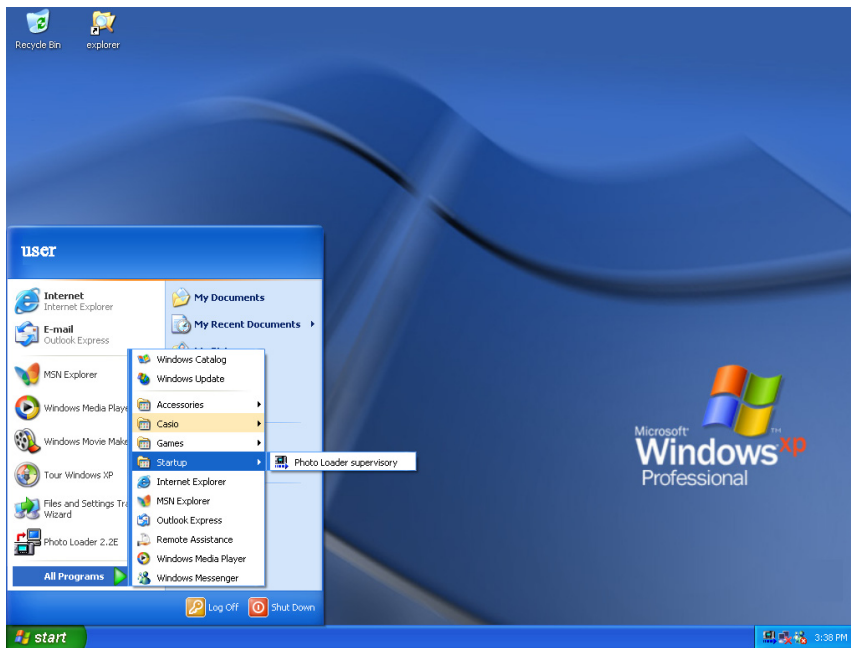 Recycle Bin
explorer
user
Internet
Internet Explorer
E-mail
Outlook Express
MSN Explorer
Windows Media Playe
Windows Movie Make
Tour Windows XP
Files and Settings Tra
Wizard
Photo Loader 2.2E
All Programs
My Documents
My Recent Documents
Windows Catalog
Windows Update
Accessories
Casio
Games
Startup
Internet Explorer
MSN Explorer
Outlook Express
Remote Assistance
Windows Media Player
Windows Messenger
Photo Loader supervisory
Log Off
Shut Down
Microsoft
TM
Windows xp
Professional
start
3:38 PM